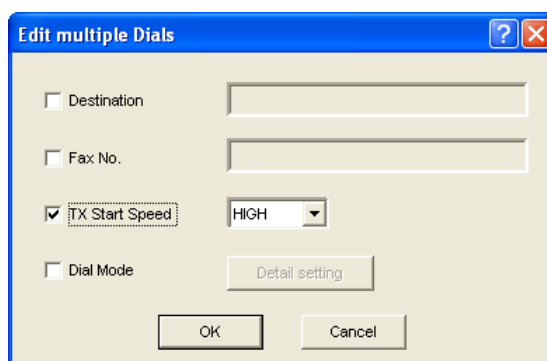 Edit multiple Dials
Destination
Fax No.
TX Start Speed HIGH
Dial Mode Detail setting
OK Cancel